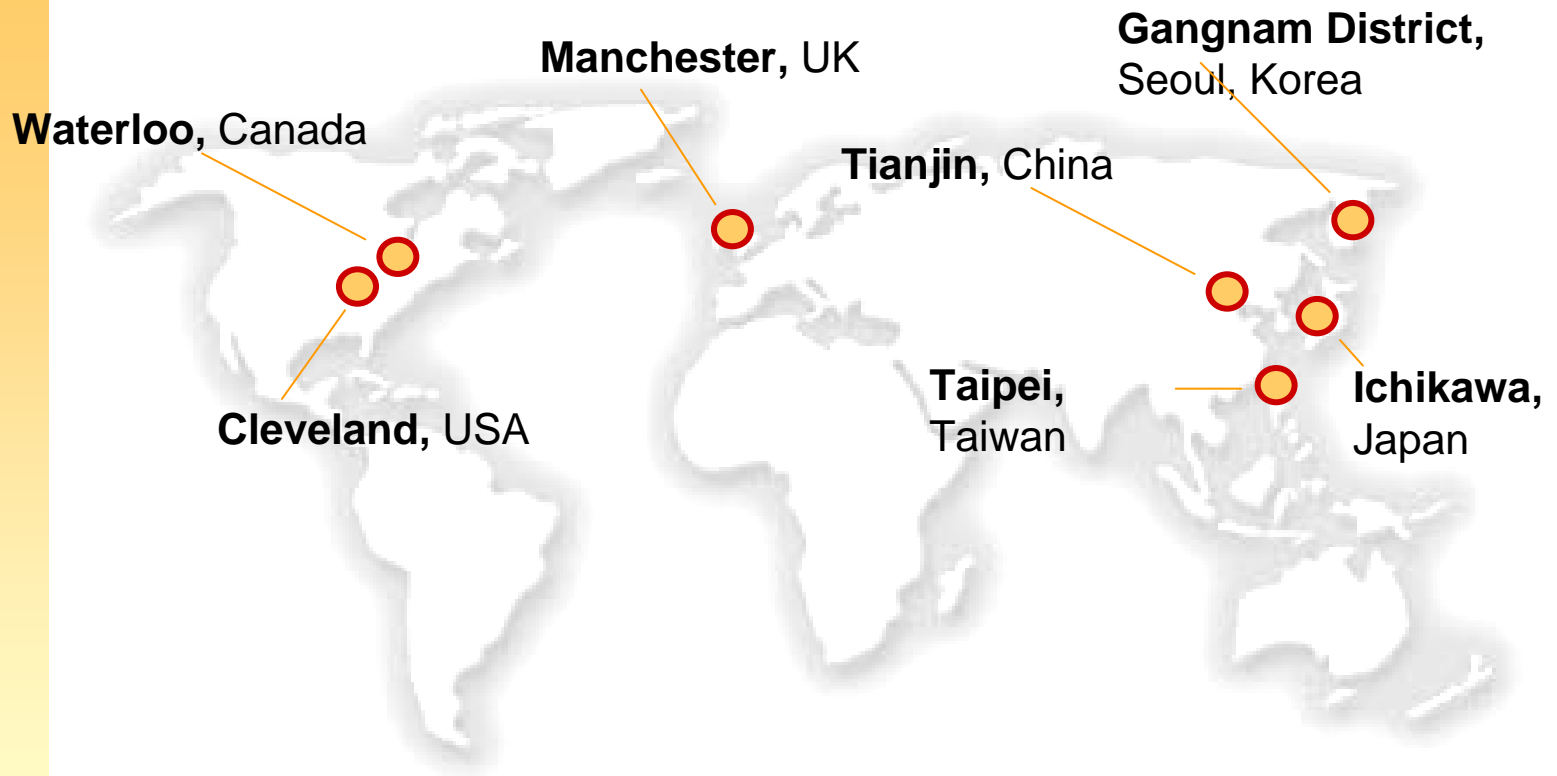 Gangnam District,
Seoul, Korea
Manchester, UK
Waterloo, Canada
Tianjin, China
Taipei,
Taiwan
Ichikawa,
Japan
Cleveland, USA